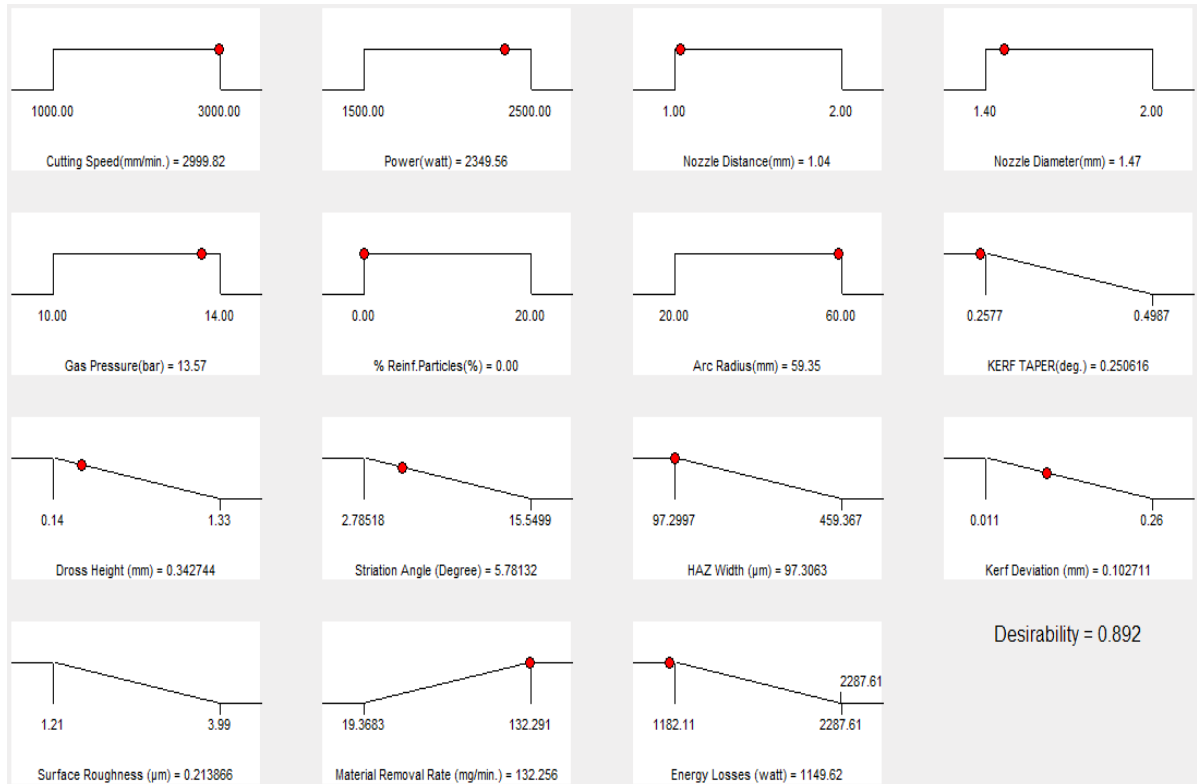 1000.00 3000.00
Cutting Speed(mm/min.) = 2999.82
1500.00 2500.00
Power(watt) = 2349.56
1.00 2.00
Nozzle Distance(mm) = 1.04
1.40 2.00
Nozzle Diameter(mm) = 1.47
10.00 14.00
Gas Pressure(bar) = 13.57
0.00 20.00
% Reinf.Particles(%) = 0.00
20.00 60.00
Arc Radius(mm) = 59.35
0.2577 0.4987
KERF TAPER(deg.) = 0.250616
0.14 1.33
Dross Height (mm) = 0.342744
2.78518 15.5499
Striation Angle (Degree) = 5.78132
97.2997 459.367
HAZ Width (µm) = 97.3063
0.011 0.26
Kerf Deviation (mm) = 0.102711
1.21 3.99
Surface Roughness (µm) = 0.213866
19.3683 132.291
Material Removal Rate (mg/min.) = 132.256
2287.61
1182.11 2287.61
Energy Losses (watt) = 1149.62
Desirability = 0.892